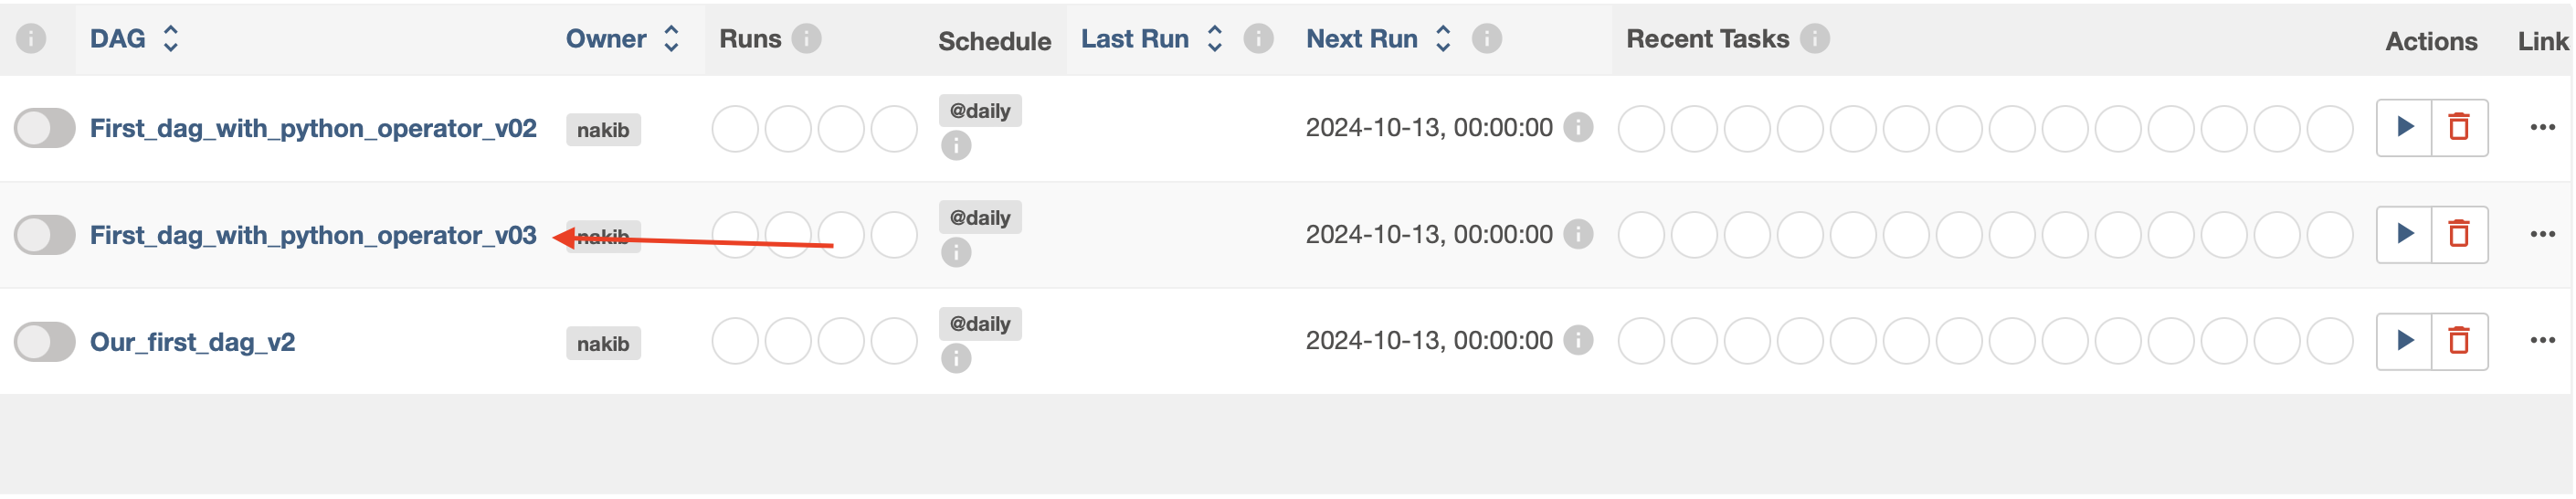 DAG Owner Runs Schedule Last Run Next Run Recent Tasks Actions Link
First_dag_with_python_operator_v02 nakib @daily 2024-10-13, 00:00:00
First_dag_with_python_operator_v03 nakib @daily 2024-10-13, 00:00:00
Our_first_dag_v2 nakib @daily 2024-10-13, 00:00:00